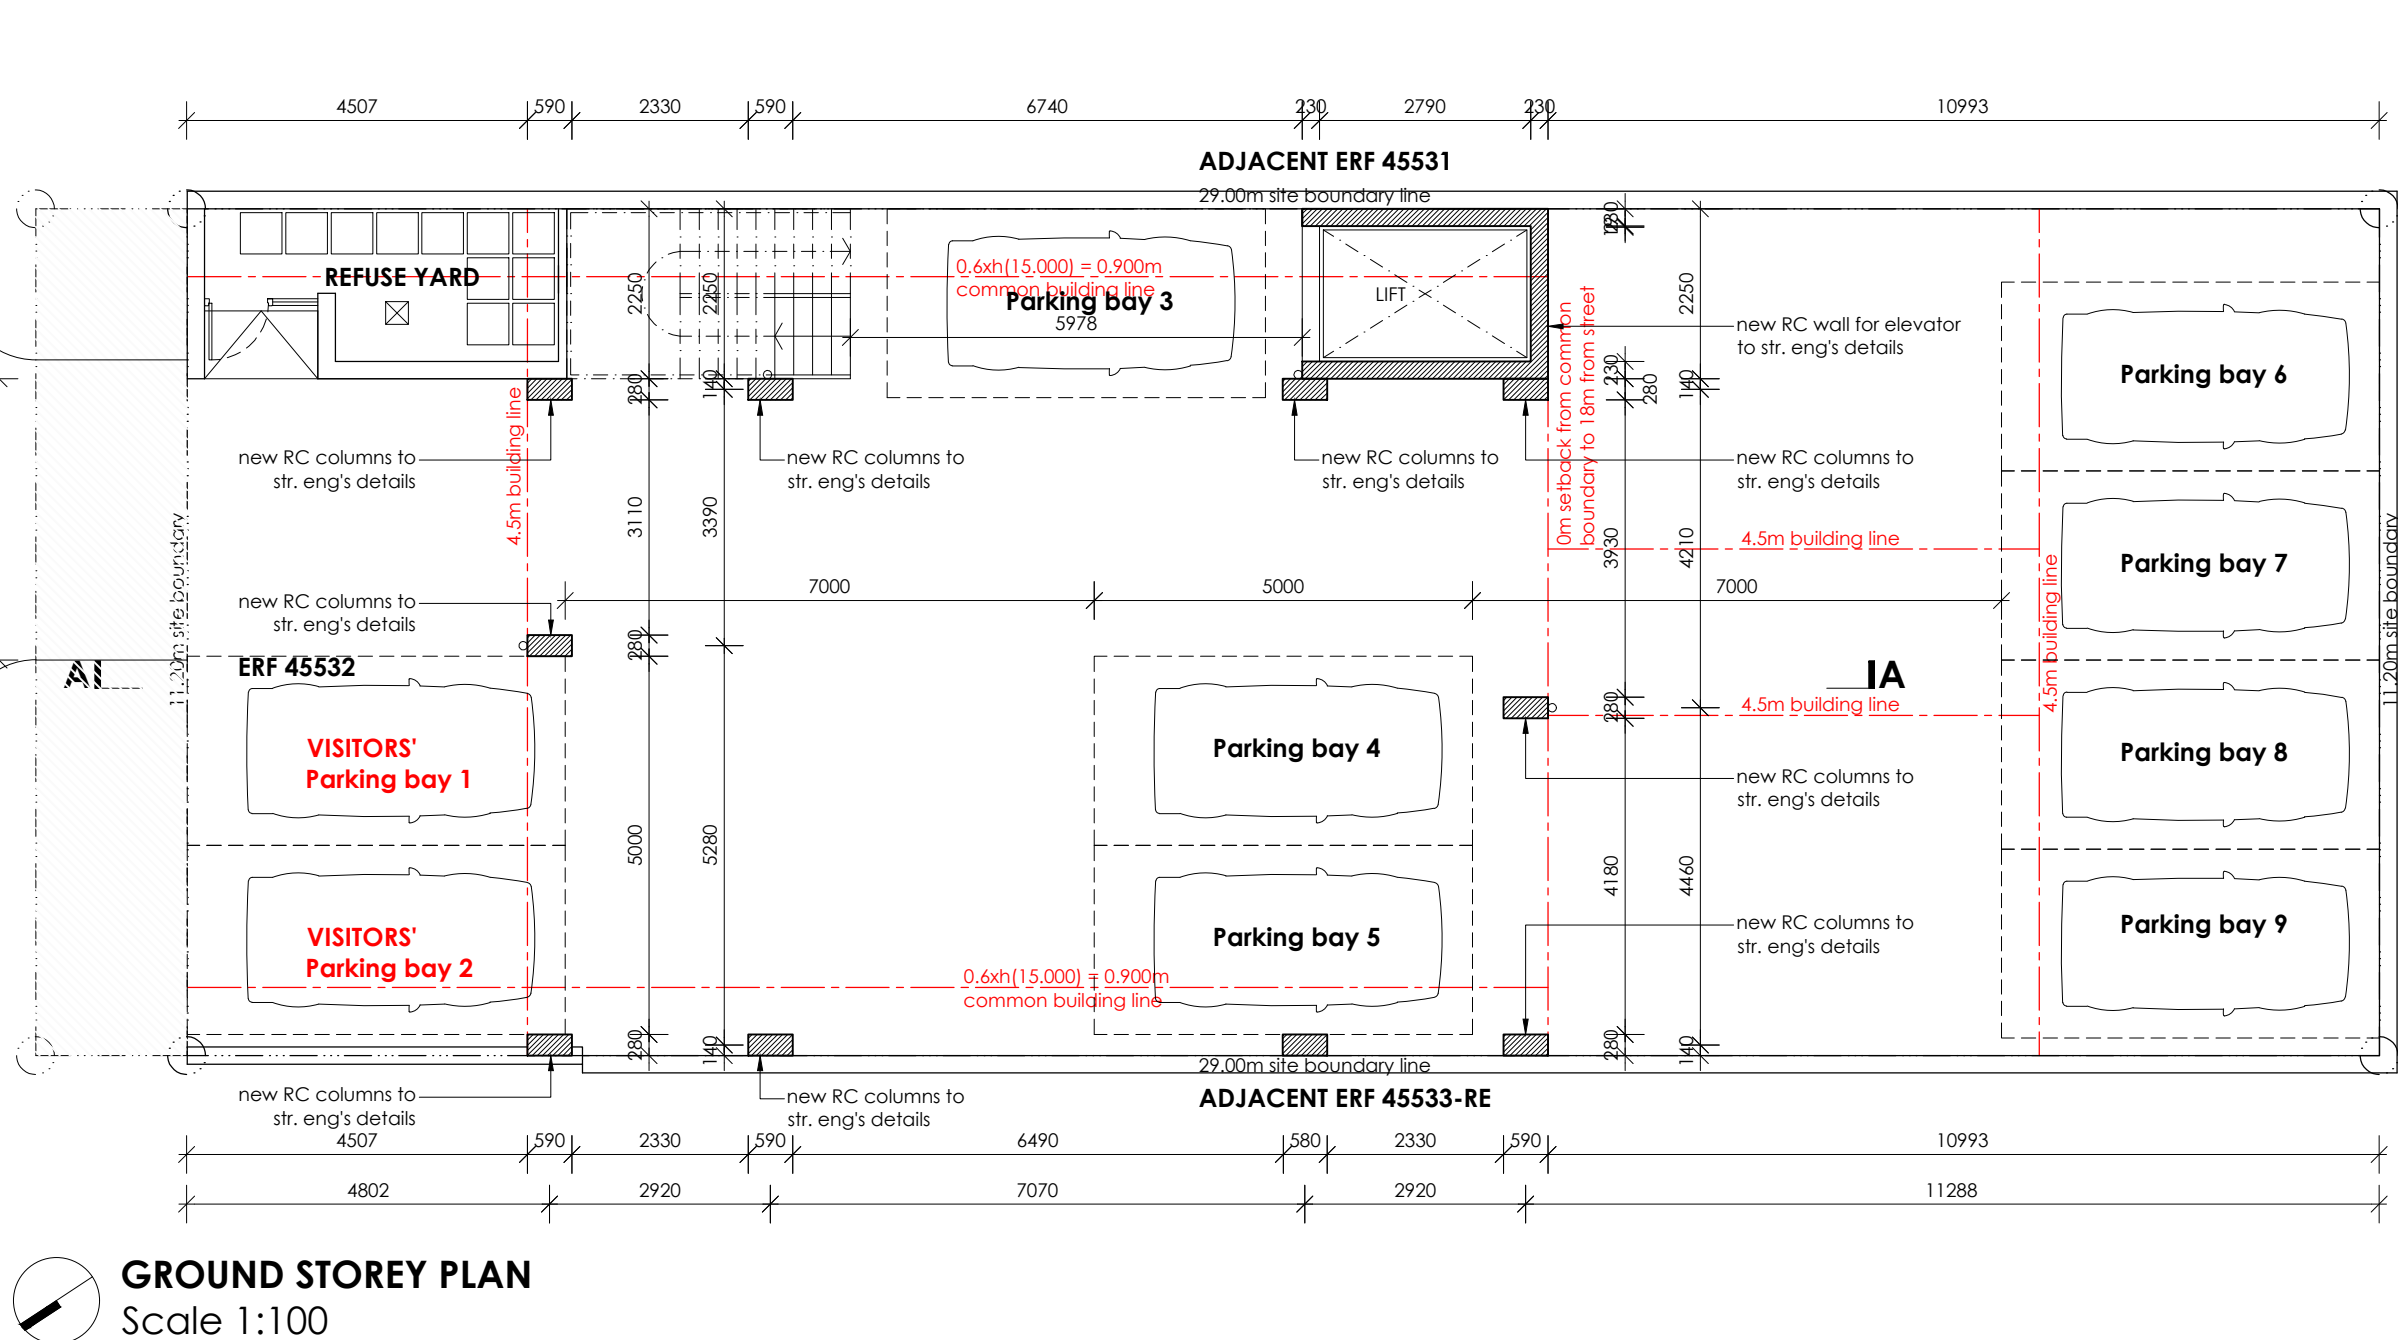 4507 590 2330 590 6740 230 2790 230 10993
ADJACENT ERF 45531
29.00m site boundary line
REFUSE YARD
0.6xh(15.000) = 0.900m
common building line
Parking bay 3
5978
LIFT
2250
2250
2250
280
140
230
280
140
0m setback from common
boundary to 18m from street
new RC wall for elevator
to str. eng's details
Parking bay 6
4.5m building line
new RC columns to
str. eng's details
new RC columns to
str. eng's details
new RC columns to
str. eng's details
new RC columns to
str. eng's details
3110
3390
3930
4210
4.5m building line
Parking bay 7
11.20m site boundary
7000 5000 7000
4.5m building line
11.20m site boundary
new RC columns to
str. eng's details
280
280
ERF 45532
IA
4.5m building line
VISITORS'
Parking bay 1
Parking bay 4
Parking bay 8
new RC columns to
str. eng's details
5000
5280
4180
4460
VISITORS'
Parking bay 2
Parking bay 5
Parking bay 9
new RC columns to
str. eng's details
0.6xh(15.000) = 0.900m
common building line
280
140
280
140
29.00m site boundary line
ADJACENT ERF 45533-RE
new RC columns to
str. eng's details
new RC columns to
str. eng's details
4507 590 2330 590 6490 580 2330 590 10993
4802 2920 7070 2920 11288
GROUND STOREY PLAN
Scale 1:100